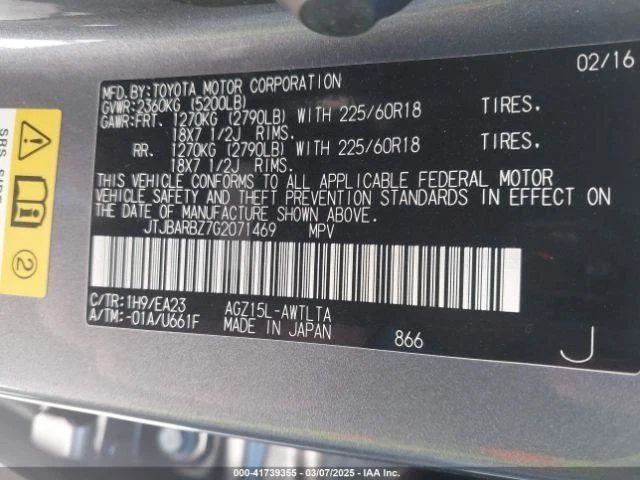 02/16
MFD.BY:TOYOTA MOTOR CORPORATION
GVWR:2360KG (5200LB)
GAWR:FRT. 1270KG (2790LB) WITH 225/60R18 TIRES.
18X7 1/2J RIMS.
RR. 1270KG (2790LB) WITH 225/60R18 TIRES.
18X7 1/2J RIMS.
THIS VEHICLE CONFORMS TO ALL APPLICABLE FEDERAL MOTOR
VEHICLE SAFETY AND THEFT PREVENTION STANDARDS IN EFFECT ON
THE DATE OF MANUFACTURE SHOWN ABOVE.
JTJBARBZ7G2071469 MPV
C/TR:1H9/EA23 AGZ15L-AWTLTA
A/TM:-01A/U661F MADE IN JAPAN 866 J
SRS SIDE
2
000-41739355 — 03/07/2025 — IAA Inc.